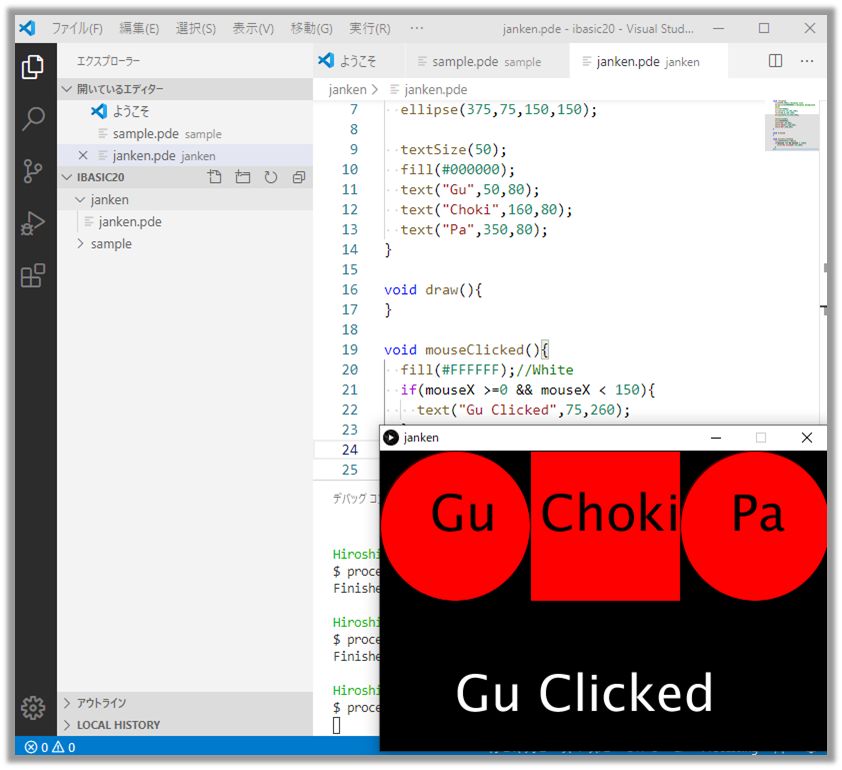 ファイル(F) 編集(E) 選択(S) 表示(V) 移動(G) 実行(R) ··· janken.pde - ibasic20 - Visual Stud...
エクスプローラー
開いているエディター
ようこそ
sample.pde sample
janken.pde janken
IBASIC20
janken
janken.pde
sample
アウトライン
LOCAL HISTORY
0 0
ようこそ sample.pde sample janken.pde janken ···
janken > janken.pde
7 ellipse(375,75,150,150);
8
9 textSize(50);
10 fill(#000000);
11 text("Gu",50,80);
12 text("Choki",160,80);
13 text("Pa",350,80);
14 }
15
16 void draw(){
17 }
18
19 void mouseClicked(){
20 fill(#FFFFFF);//White
21 if(mouseX >=0 && mouseX < 150){
22 text("Gu Clicked",75,260);
23
24
25
デバッグ コン
Hiroshi
$ proce
Finishe
Hiroshi
$ proce
Finishe
Hiroshi
$ proce
janken
Gu Choki Pa
Gu Clicked